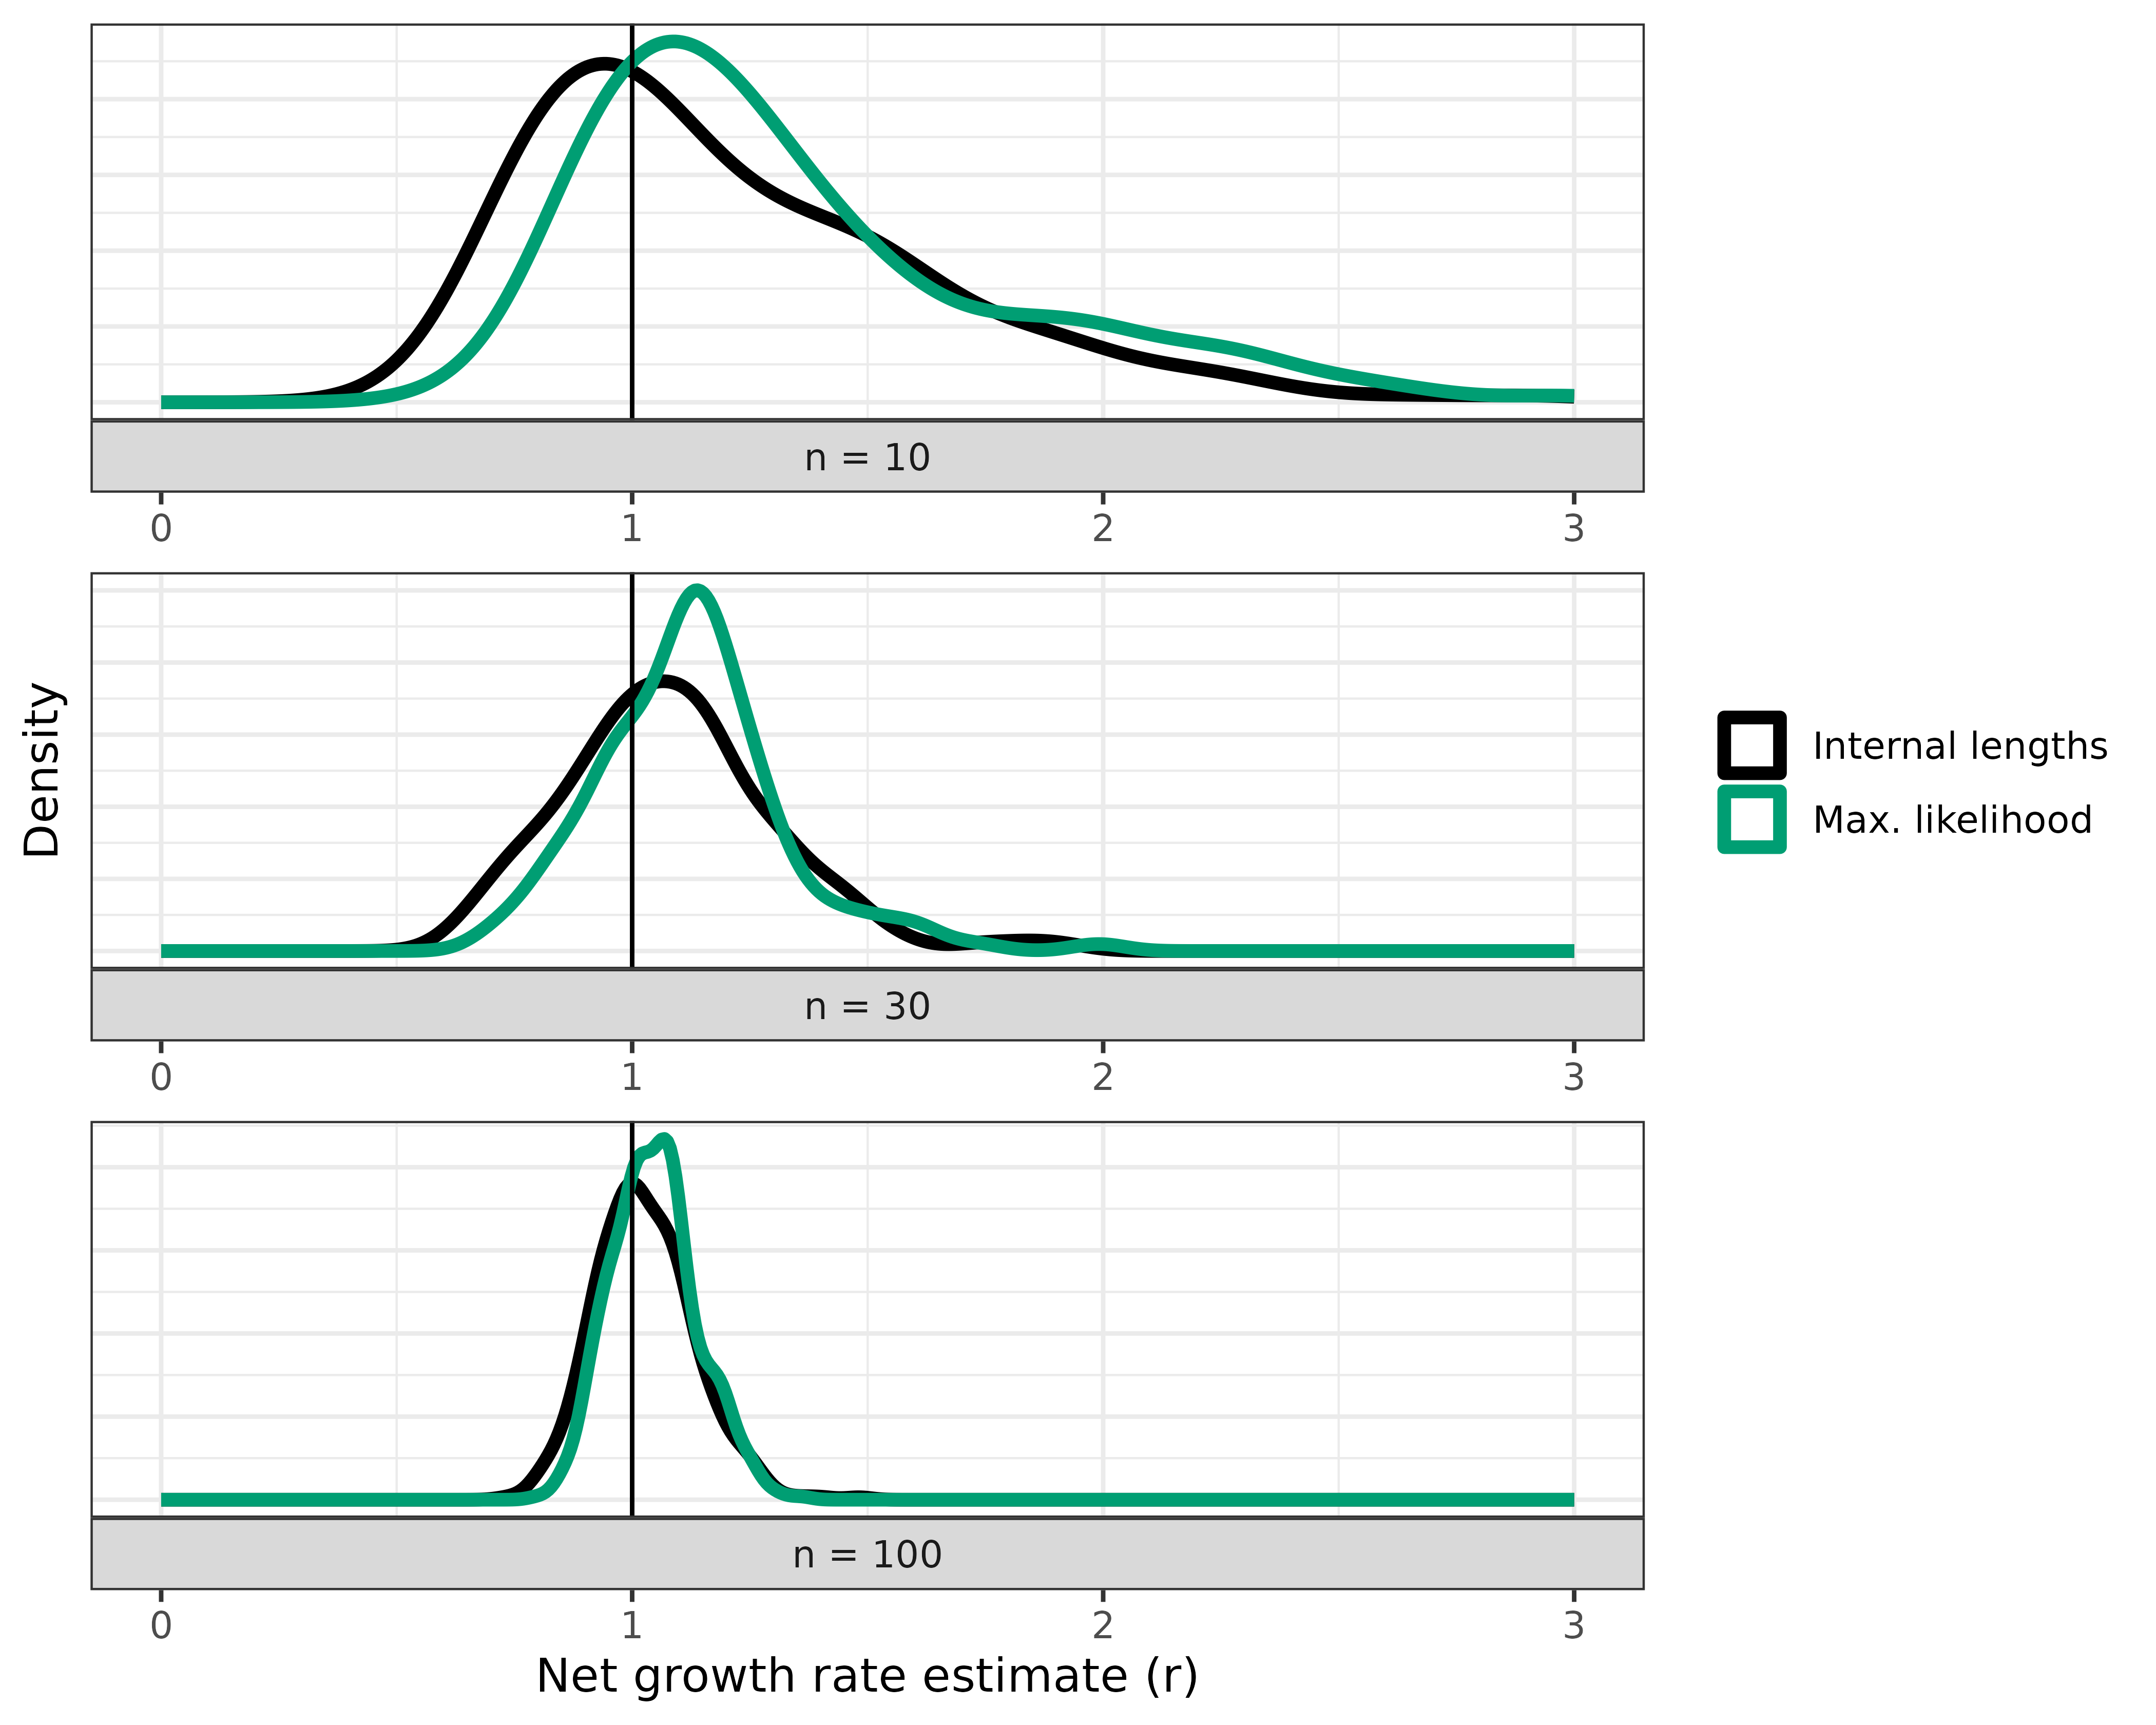 Density
n = 10
0 1 2 3
n = 30
0 1 2 3
n = 100
0 1 2 3
Net growth rate estimate (r)
Internal lengths
Max. likelihood